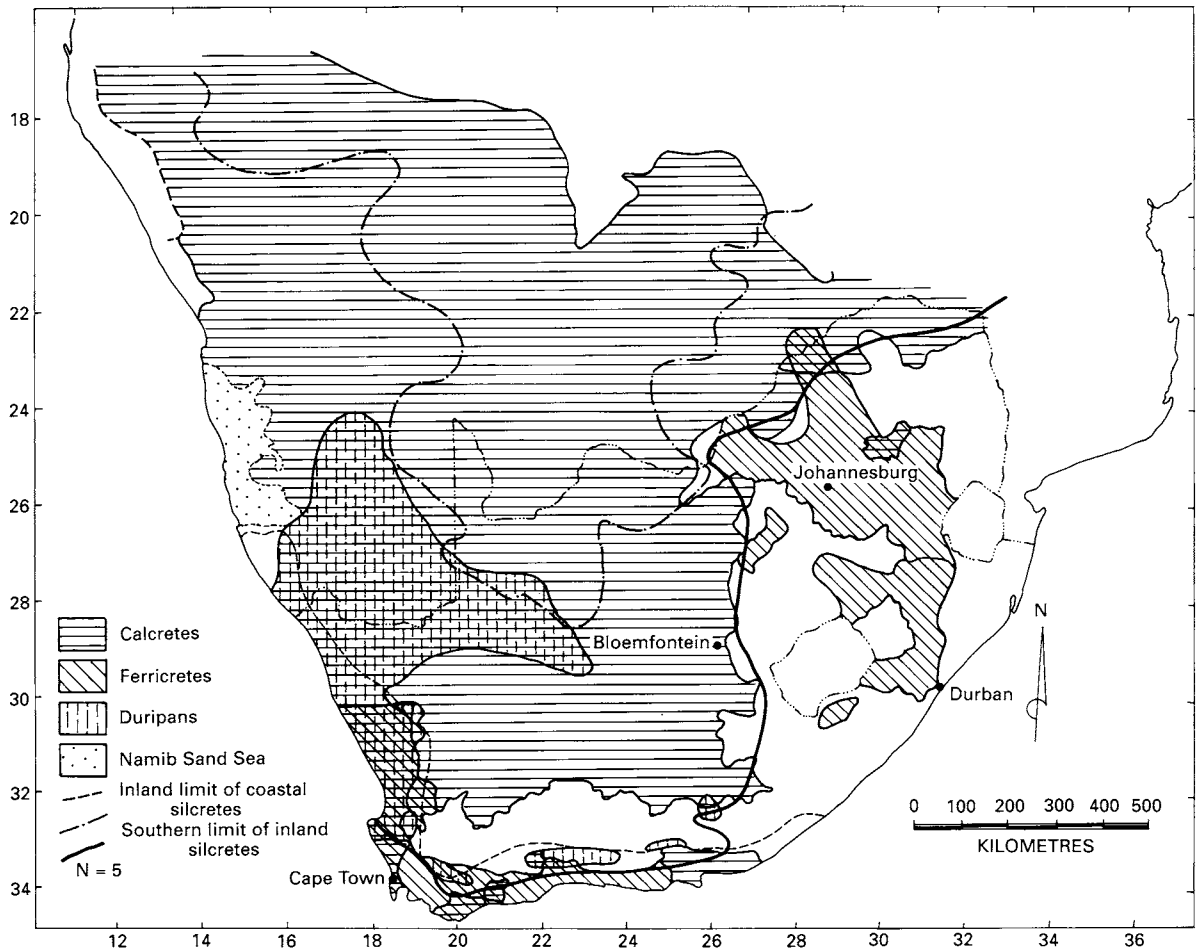 18
20
22
24
26
28
30
32
34
Johannesburg
Bloemfontein
Durban
Cape Town
Calcretes
Ferricretes
Duripans
Namib Sand Sea
Inland limit of coastal
silcretes
Southern limit of inland
silcretes
N = 5
N
0 100 200 300 400 500
KILOMETRES
12 14 16 18 20 22 24 26 28 30 32 34 36